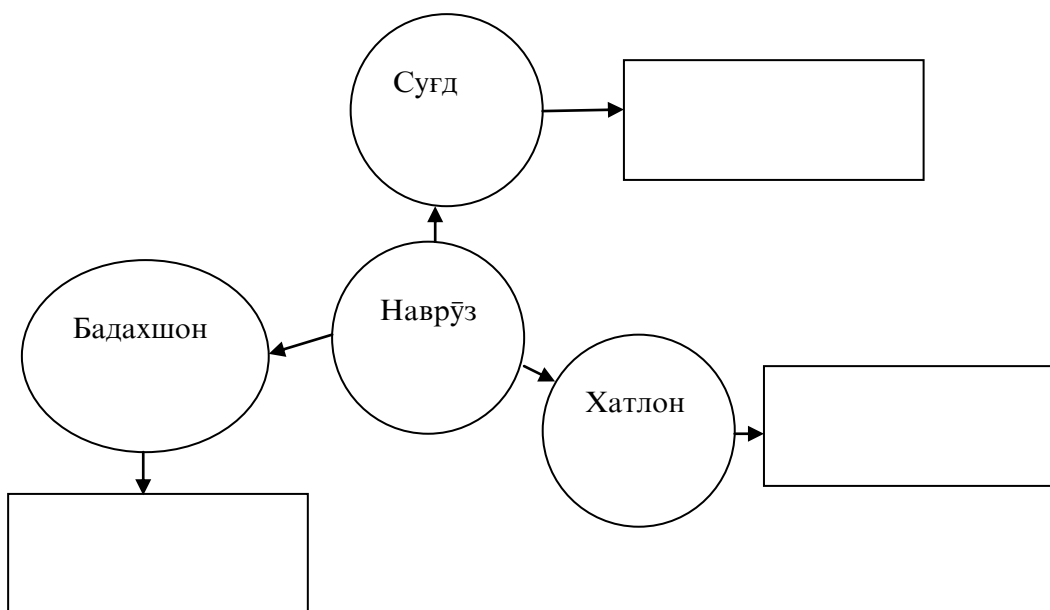 Суғд
Наврӯз
Бадахшон
Хатлон